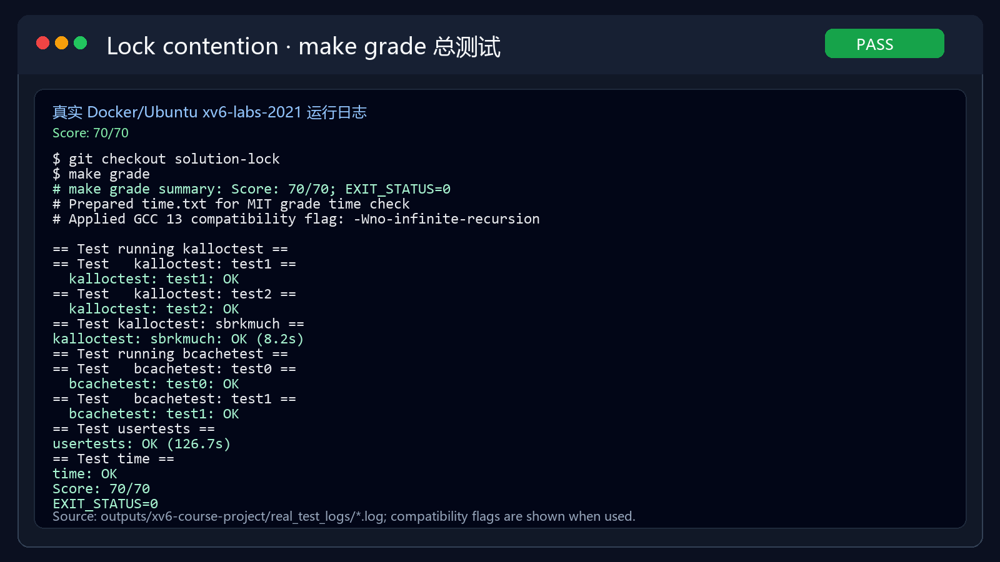 Lock contention · make grade 总测试
PASS
真实 Docker/Ubuntu xv6-labs-2021 运行日志
Score: 70/70
$ git checkout solution-lock
$ make grade
# make grade summary: Score: 70/70; EXIT_STATUS=0
# Prepared time.txt for MIT grade time check
# Applied GCC 13 compatibility flag: -Wno-infinite-recursion
== Test running kalloctest ==
== Test   kalloctest: test1 ==
  kalloctest: test1: OK
== Test   kalloctest: test2 ==
  kalloctest: test2: OK
== Test kalloctest: sbrkmuch ==
kalloctest: sbrkmuch: OK (8.2s)
== Test running bcachetest ==
== Test   bcachetest: test0 ==
  bcachetest: test0: OK
== Test   bcachetest: test1 ==
  bcachetest: test1: OK
== Test usertests ==
usertests: OK (126.7s)
== Test time ==
time: OK
Score: 70/70
EXIT_STATUS=0
Source: outputs/xv6-course-project/real_test_logs/*.log; compatibility flags are shown when used.